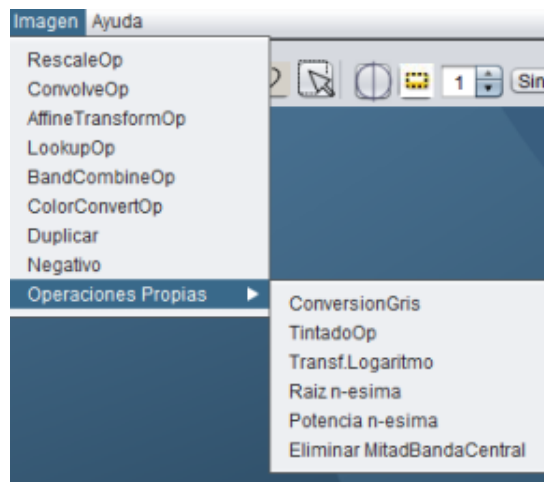 Imagen Ayuda
RescaleOp
ConvolveOp
AffineTransformOp
LookupOp
BandCombineOp
ColorConvertOp
Duplicar
Negativo
Operaciones Propias
1
Sin
ConversionGris
TintadoOp
Transf.Logaritmo
Raiz n-esima
Potencia n-esima
Eliminar MitadBandaCentral